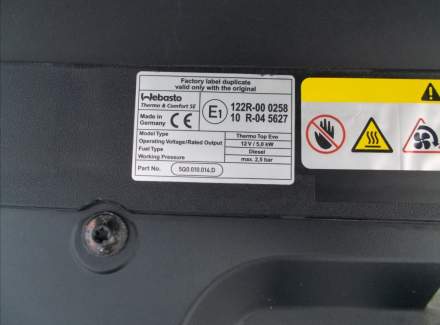 Factory label duplicate
valid only with the original
Webasto
Thermo & Comfort SE
Made in
Germany
CE
E1
122R-00 0258
10 R-04 5627
Model Type Thermo Top Evo
Operating Voltage/Rated Output 12 V / 5,0 kW
Fuel Type Diesel
Working Pressure max. 2,5 bar
Part No. 5Q0.010.014.D